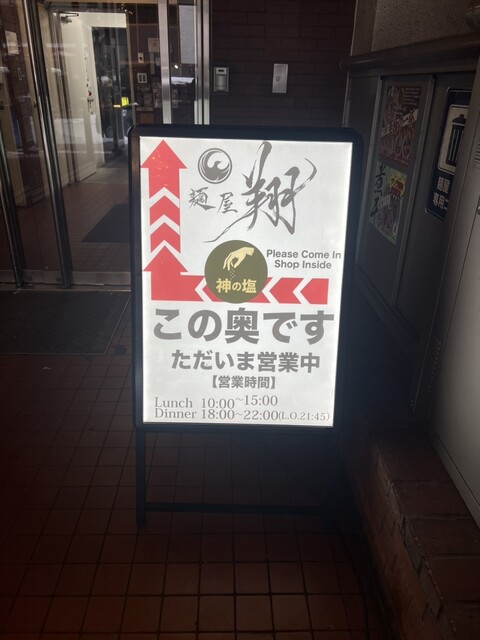 麺屋 翔
Please Come In
Shop Inside
神の塩
この奥です
ただいま営業中
【営業時間】
Lunch 10:00~15:00
Dinner 18:00~22:00(L.O.21:45)